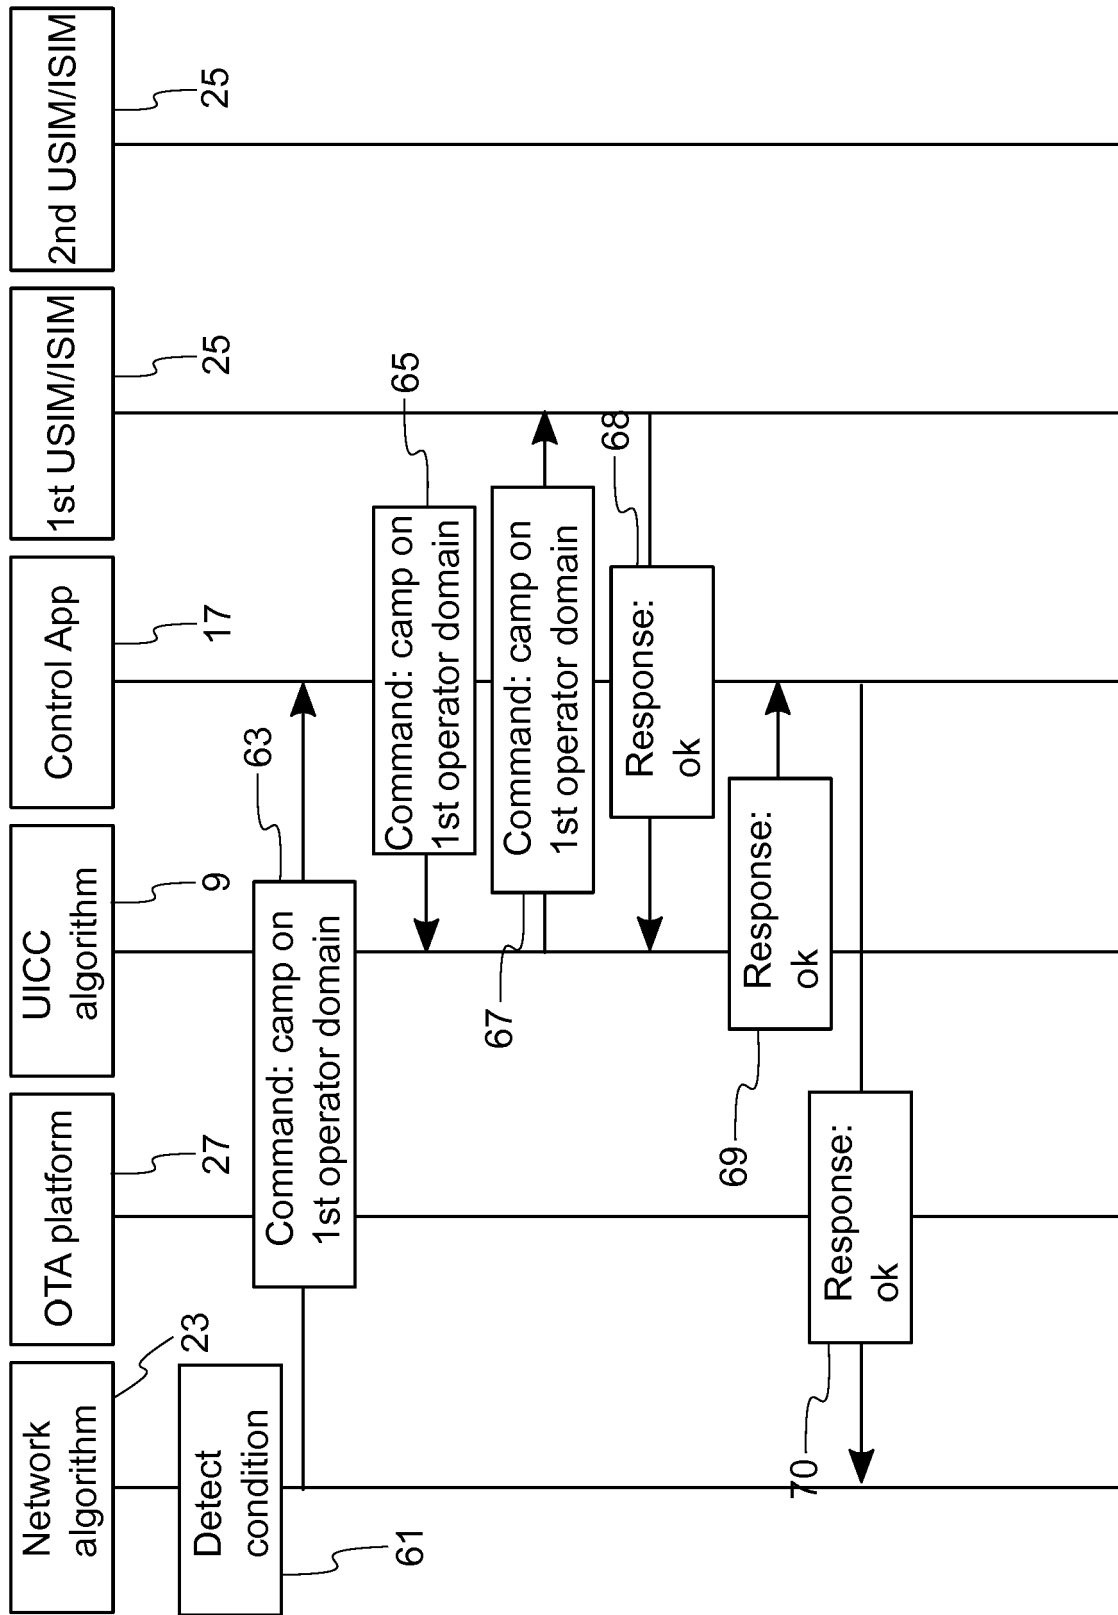 Network
algorithm
23
OTA platform
27
UICC
algorithm
9
Control App
17
1st USIM/ISIM
25
2nd USIM/ISIM
25
Detect
condition
61
Command: camp on
1st operator domain
63
Command: camp on
1st operator domain
65
Command: camp on
1st operator domain
67
Response:
ok
68
Response:
ok
69
Response:
ok
70